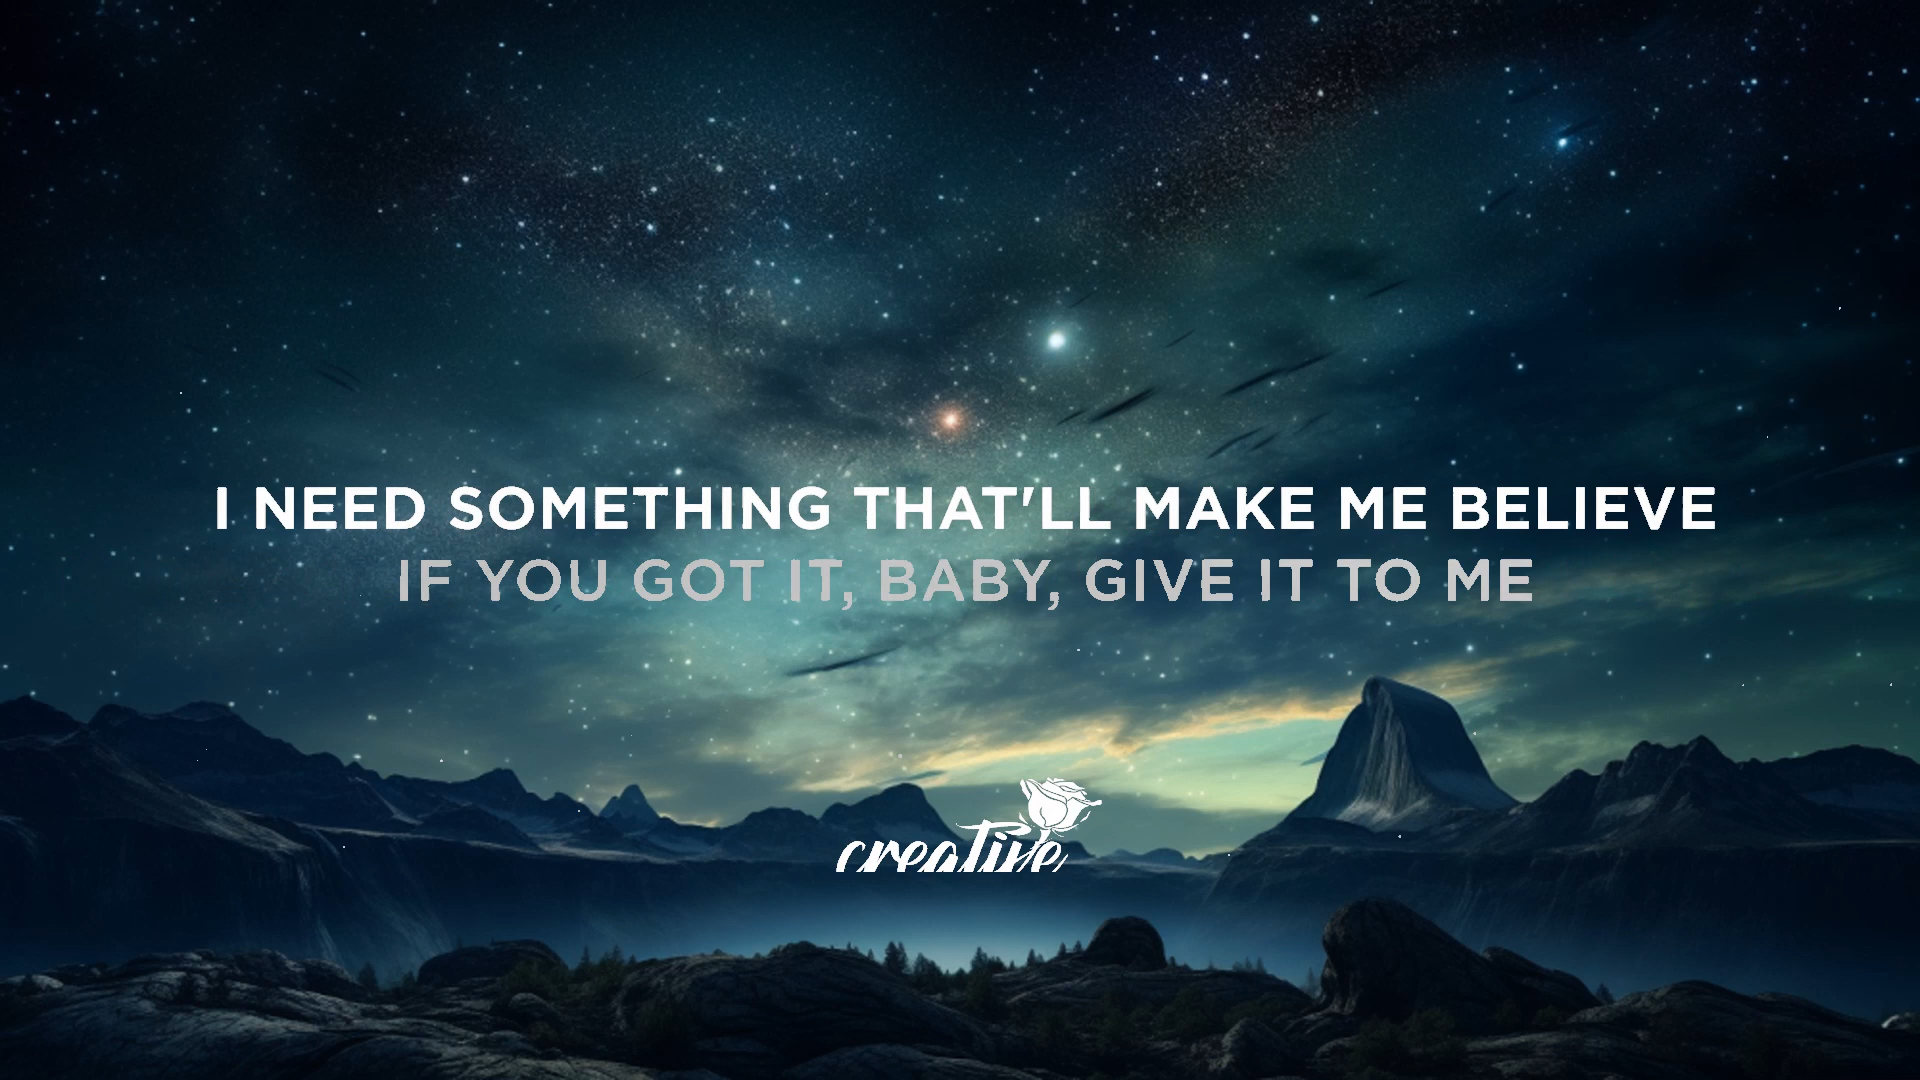 I NEED SOMETHING THAT'LL MAKE ME BELIEVE
IF YOU GOT IT, BABY, GIVE IT TO ME
creative